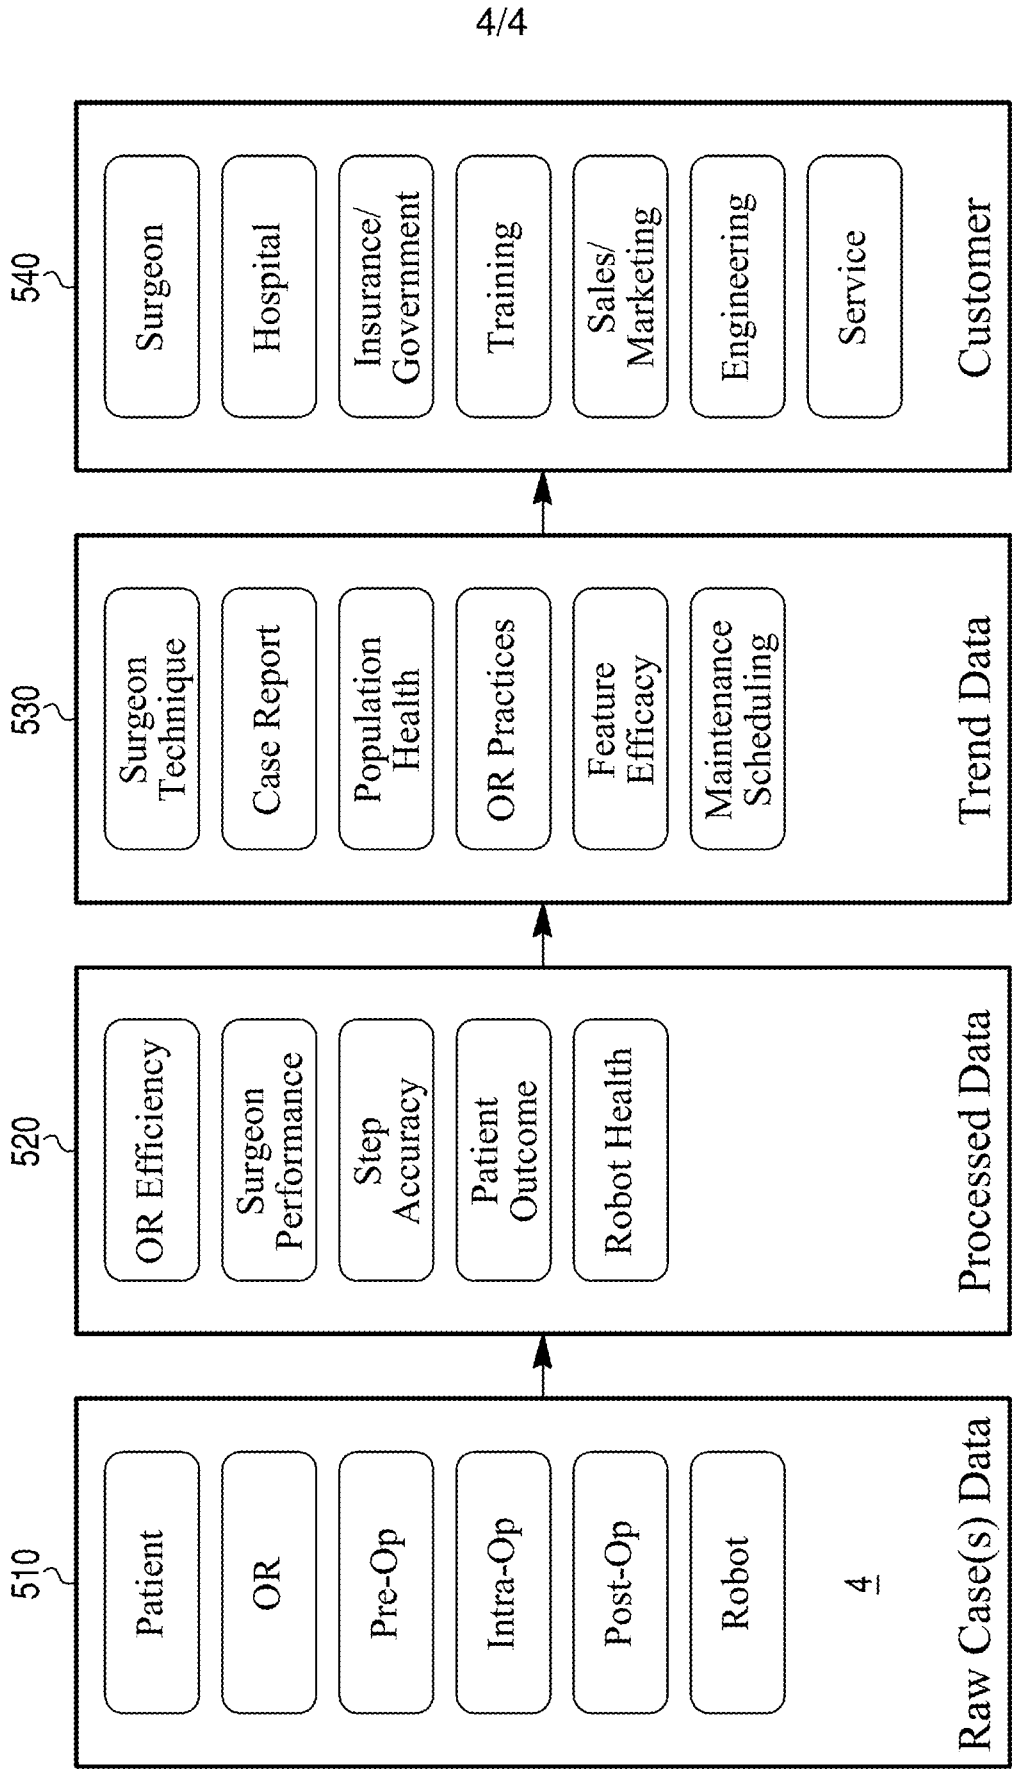 4/4
510
Patient
OR
Pre-Op
Intra-Op
Post-Op
Robot
4
Raw Case(s) Data
520
OR Efficiency
Surgeon
Performance
Step
Accuracy
Patient
Outcome
Robot Health
Processed Data
530
Surgeon
Technique
Case Report
Population
Health
OR Practices
Feature
Efficacy
Maintenance
Scheduling
Trend Data
540
Surgeon
Hospital
Insurance/
Government
Training
Sales/
Marketing
Engineering
Service
Customer